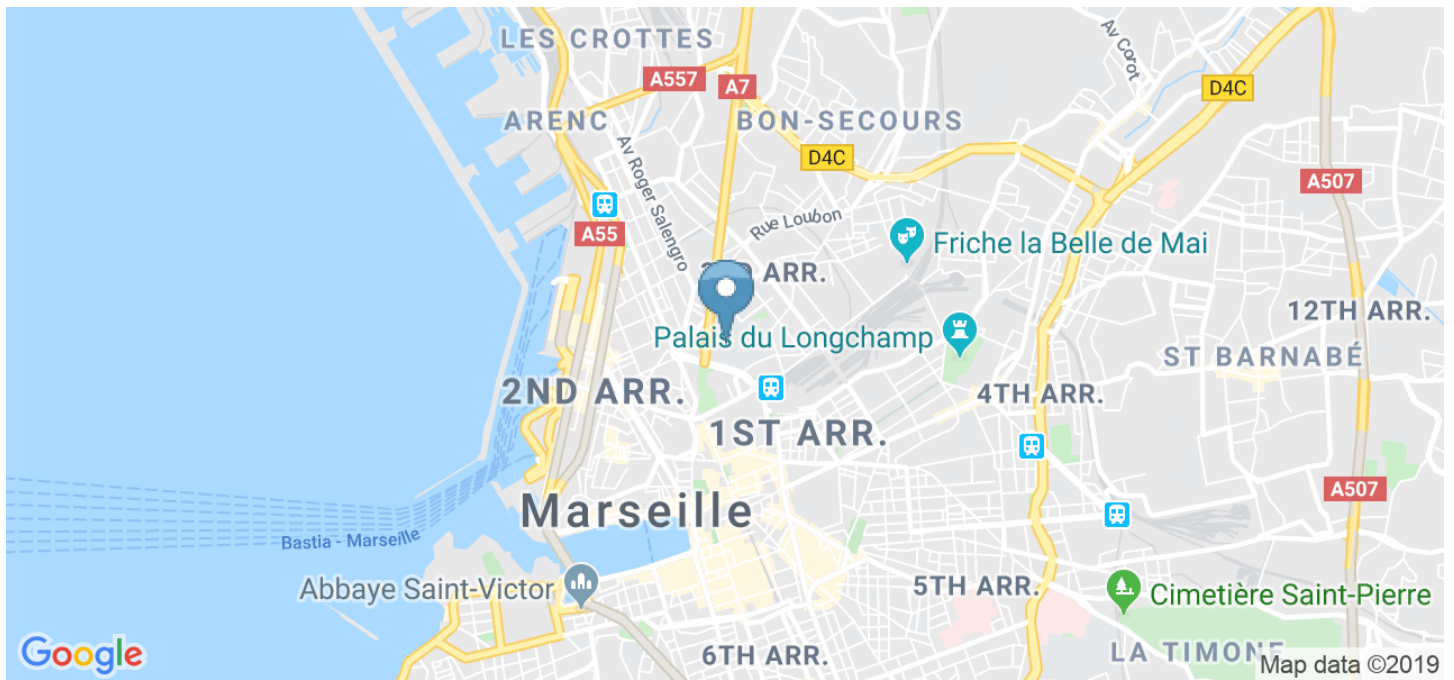 LES CROTTES
A557
A7
Av Corot
D4C
ARENC
BON-SECOURS
Av Roger Salengro
D4C
A507
Rue Loubon
A55
Friche la Belle de Mai
ARR.
12TH ARR.
Palais du Longchamp
ST BARNABÉ
2ND ARR.
4TH ARR.
1ST ARR.
A507
Marseille
Bastia - Marseille
Abbaye Saint-Victor
5TH ARR.
Cimetière Saint-Pierre
6TH ARR.
LA TIMONE
Google
Map data ©2019